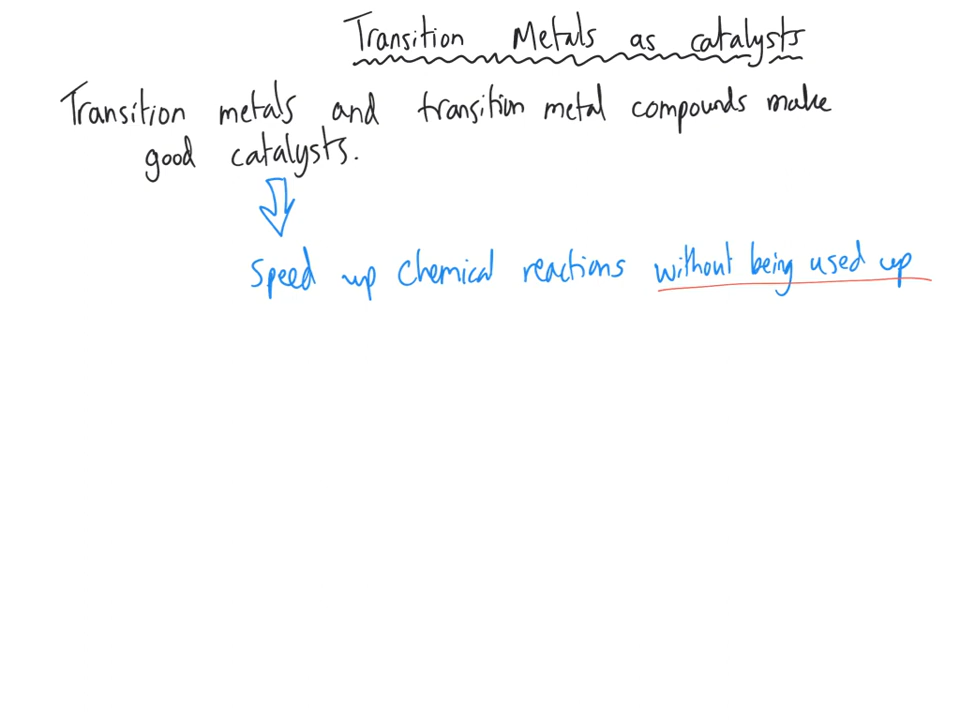 Transition Metals as catalysts
Transition metals and transition metal compounds make
good catalysts.
Speed up chemical reactions without being used up